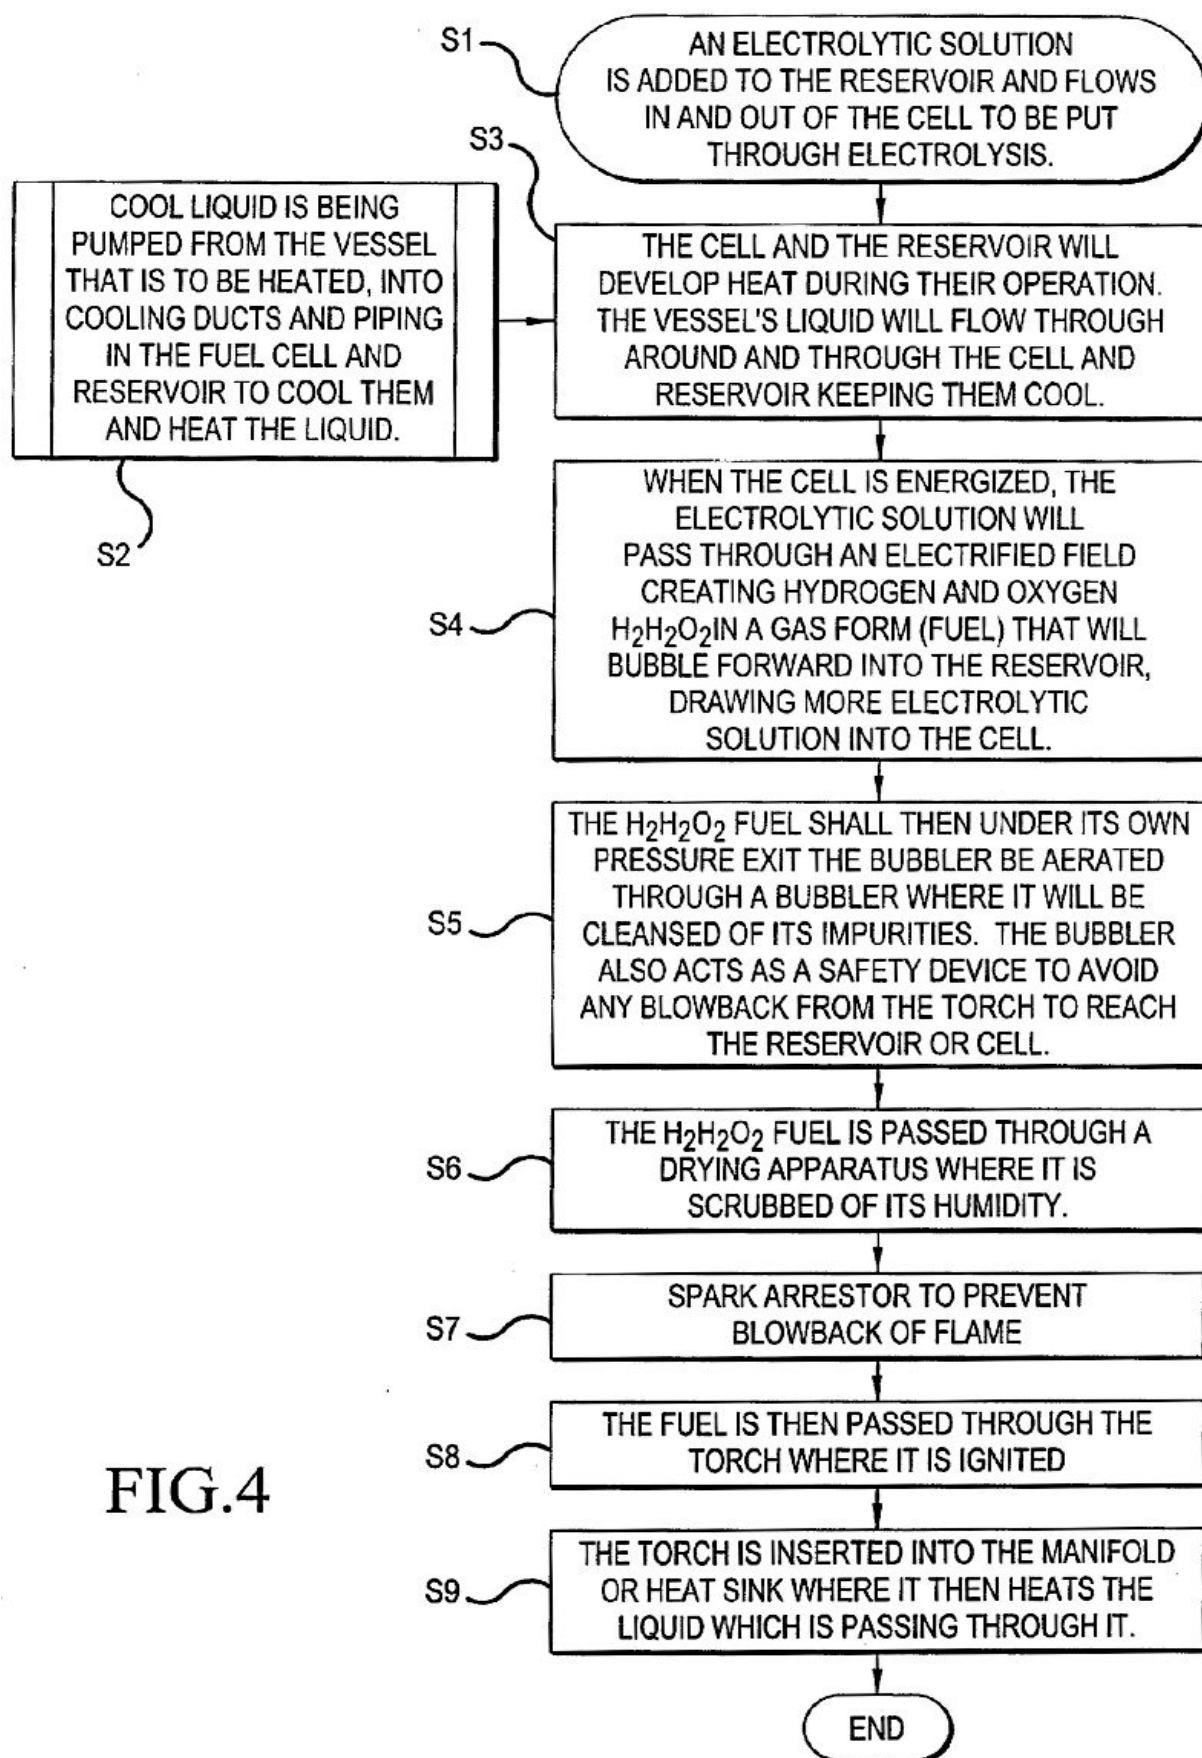 S1
AN ELECTROLYTIC SOLUTION
IS ADDED TO THE RESERVOIR AND FLOWS
IN AND OUT OF THE CELL TO BE PUT
THROUGH ELECTROLYSIS.
S2
COOL LIQUID IS BEING
PUMPED FROM THE VESSEL
THAT IS TO BE HEATED, INTO
COOLING DUCTS AND PIPING
IN THE FUEL CELL AND
RESERVOIR TO COOL THEM
AND HEAT THE LIQUID.
S3
THE CELL AND THE RESERVOIR WILL
DEVELOP HEAT DURING THEIR OPERATION.
THE VESSEL'S LIQUID WILL FLOW THROUGH
AROUND AND THROUGH THE CELL AND
RESERVOIR KEEPING THEM COOL.
S4
WHEN THE CELL IS ENERGIZED, THE
ELECTROLYTIC SOLUTION WILL
PASS THROUGH AN ELECTRIFIED FIELD
CREATING HYDROGEN AND OXYGEN
H₂H₂O₂IN A GAS FORM (FUEL) THAT WILL
BUBBLE FORWARD INTO THE RESERVOIR,
DRAWING MORE ELECTROLYTIC
SOLUTION INTO THE CELL.
S5
THE H₂H₂O₂ FUEL SHALL THEN UNDER ITS OWN
PRESSURE EXIT THE BUBBLER BE AERATED
THROUGH A BUBBLER WHERE IT WILL BE
CLEANSED OF ITS IMPURITIES. THE BUBBLER
ALSO ACTS AS A SAFETY DEVICE TO AVOID
ANY BLOWBACK FROM THE TORCH TO REACH
THE RESERVOIR OR CELL.
S6
THE H₂H₂O₂ FUEL IS PASSED THROUGH A
DRYING APPARATUS WHERE IT IS
SCRUBBED OF ITS HUMIDITY.
S7
SPARK ARRESTOR TO PREVENT
BLOWBACK OF FLAME
S8
THE FUEL IS THEN PASSED THROUGH THE
TORCH WHERE IT IS IGNITED
S9
THE TORCH IS INSERTED INTO THE MANIFOLD
OR HEAT SINK WHERE IT THEN HEATS THE
LIQUID WHICH IS PASSING THROUGH IT.
END
FIG.4